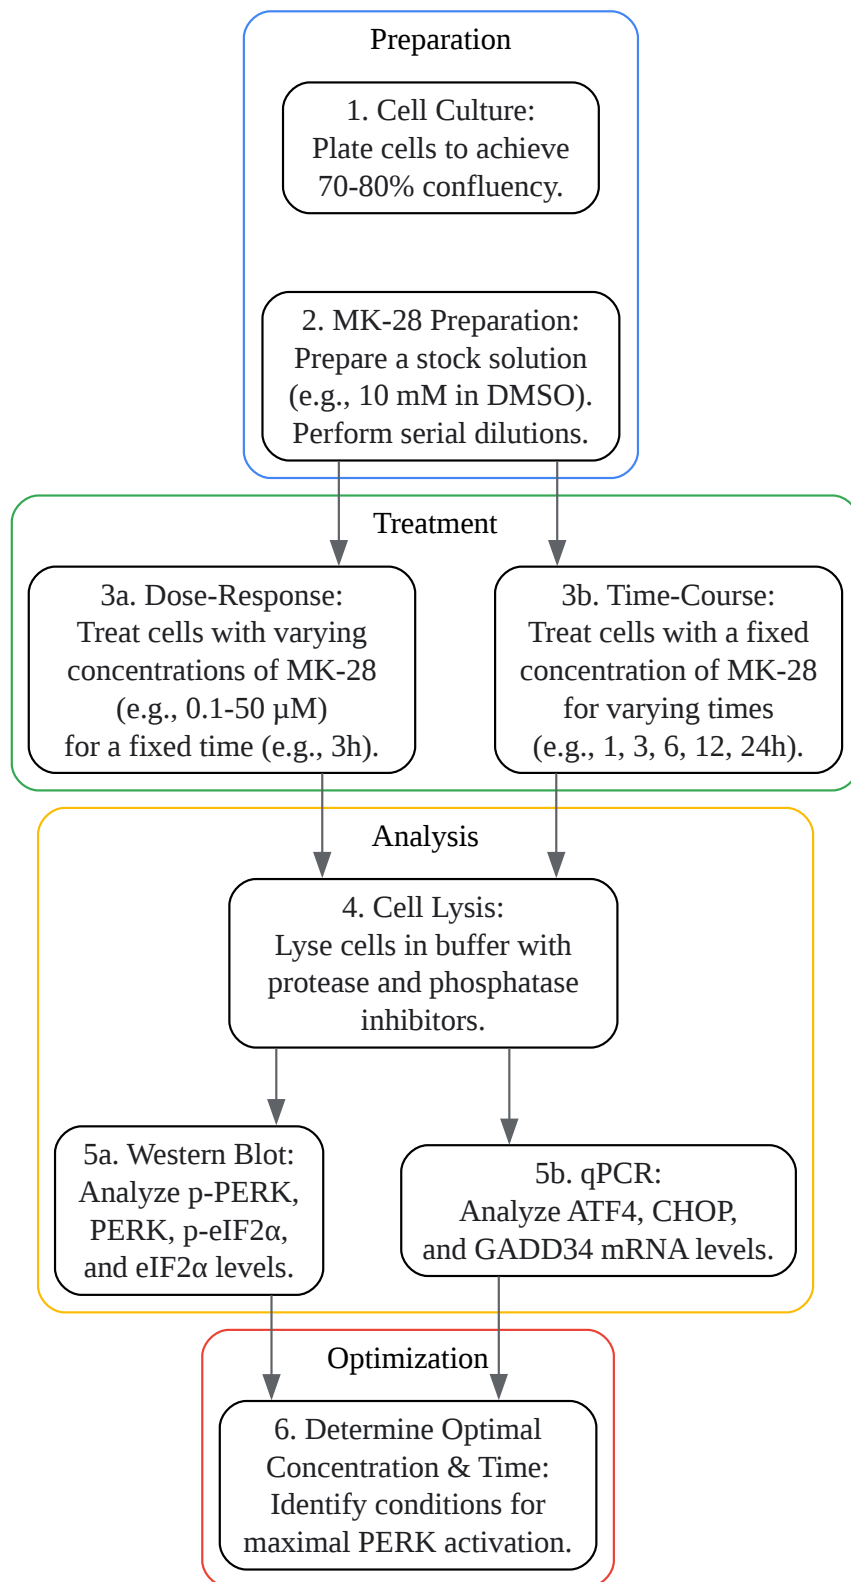 Preparation
1. Cell Culture:
Plate cells to achieve
70-80% confluency.
2. MK-28 Preparation:
Prepare a stock solution
(e.g., 10 mM in DMSO).
Perform serial dilutions.
Treatment
3a. Dose-Response:
Treat cells with varying
concentrations of MK-28
(e.g., 0.1-50 µM)
for a fixed time (e.g., 3h).
3b. Time-Course:
Treat cells with a fixed
concentration of MK-28
for varying times
(e.g., 1, 3, 6, 12, 24h).
Analysis
4. Cell Lysis:
Lyse cells in buffer with
protease and phosphatase
inhibitors.
5a. Western Blot:
Analyze p-PERK,
PERK, p-eIF2α,
and eIF2α levels.
5b. qPCR:
Analyze ATF4, CHOP,
and GADD34 mRNA levels.
Optimization
6. Determine Optimal
Concentration & Time:
Identify conditions for
maximal PERK activation.